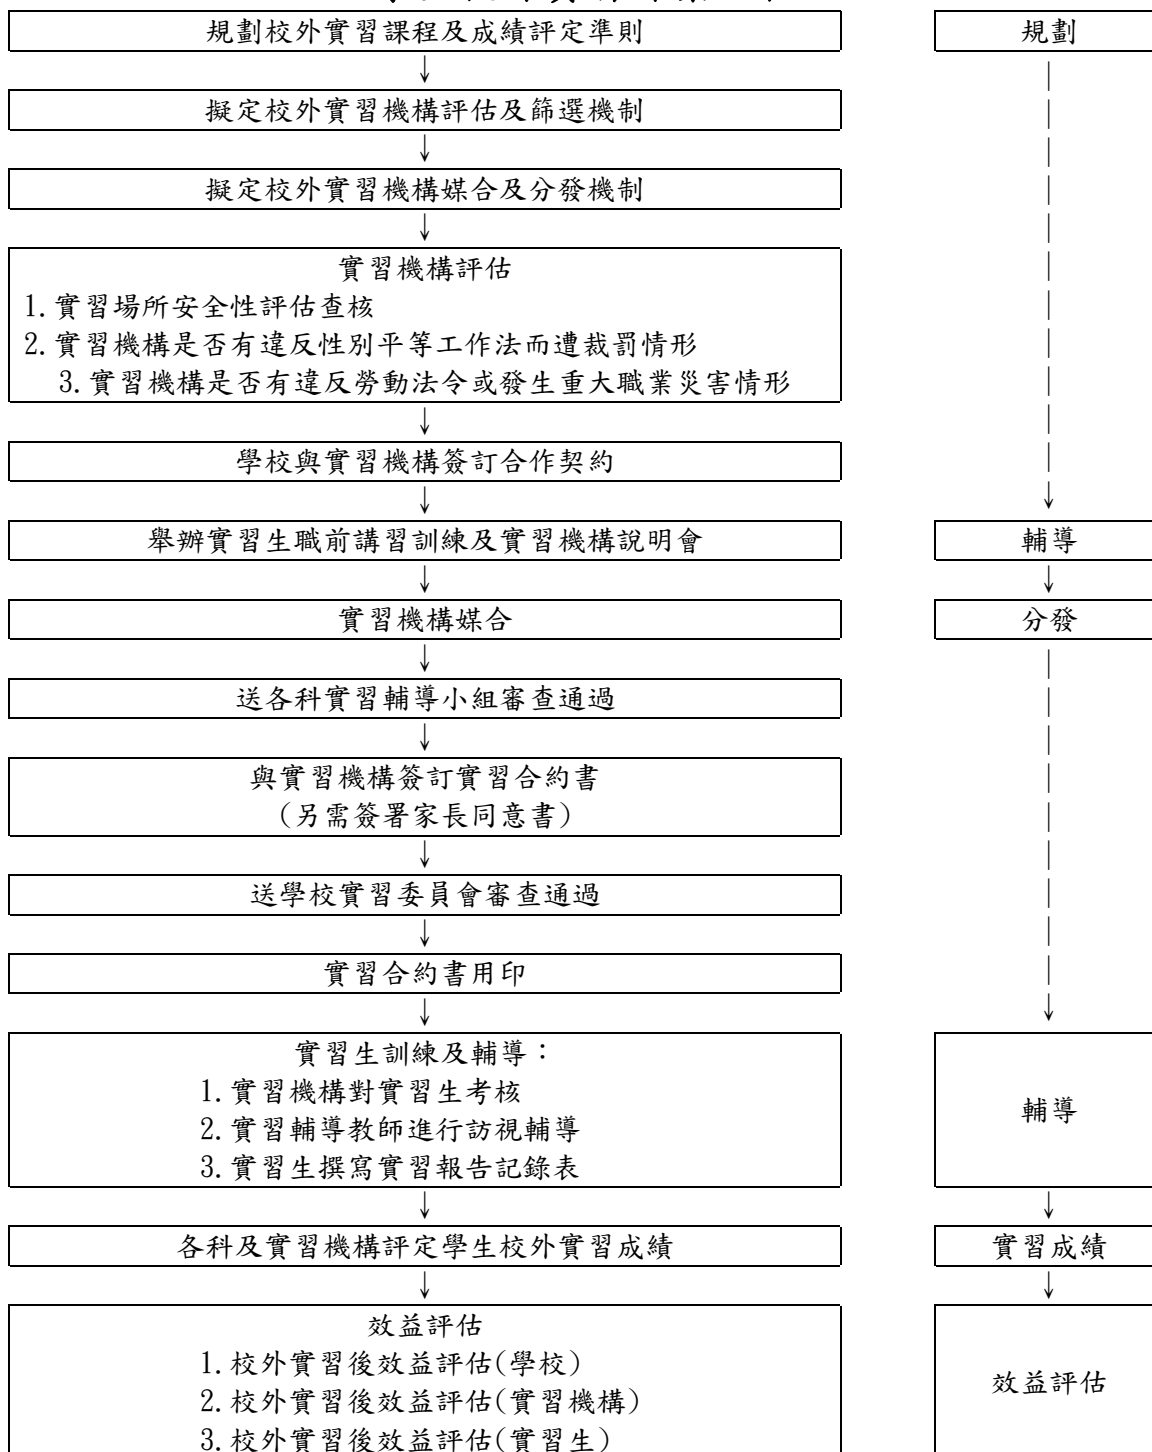 規劃校外實習課程及成績評定準則
規劃
↓
擬定校外實習機構評估及篩選機制
↓
擬定校外實習機構媒合及分發機制
↓
實習機構評估
1.實習場所安全性評估查核
2.實習機構是否有違反性別平等工作法而遭裁罰情形
3.實習機構是否有違反勞動法令或發生重大職業災害情形
↓
學校與實習機構簽訂合作契約
↓
舉辦實習生職前講習訓練及實習機構說明會
輔導
↓
實習機構媒合
分發
↓
送各科實習輔導小組審查通過
↓
與實習機構簽訂實習合約書
(另需簽署家長同意書)
↓
送學校實習委員會審查通過
↓
實習合約書用印
↓
實習生訓練及輔導：
1.實習機構對實習生考核
2.實習輔導教師進行訪視輔導
3.實習生撰寫實習報告記錄表
輔導
↓
各科及實習機構評定學生校外實習成績
實習成績
↓
效益評估
1.校外實習後效益評估(學校)
2.校外實習後效益評估(實習機構)
3.校外實習後效益評估(實習生)
效益評估